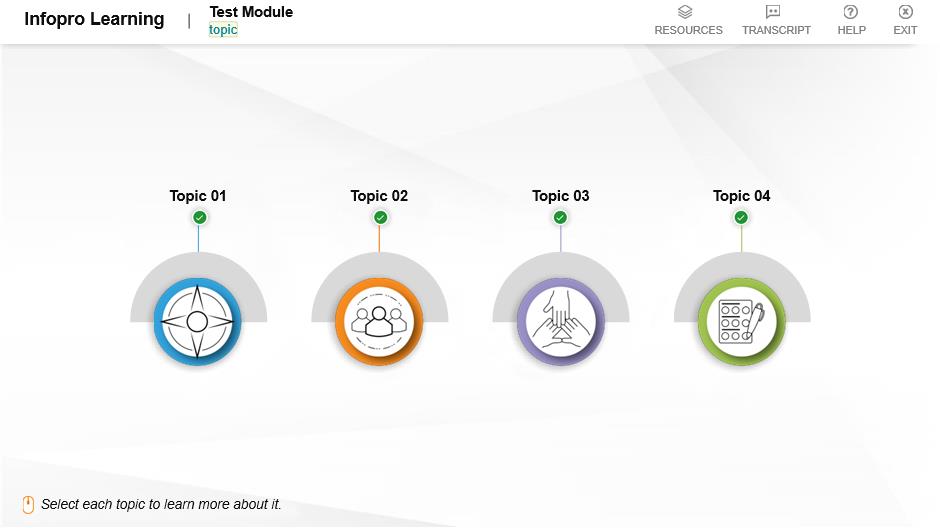 Infopro Learning
|
Test Module
topic
RESOURCES
TRANSCRIPT
HELP
EXIT
Topic 01
Topic 02
Topic 03
Topic 04
Select each topic to learn more about it.